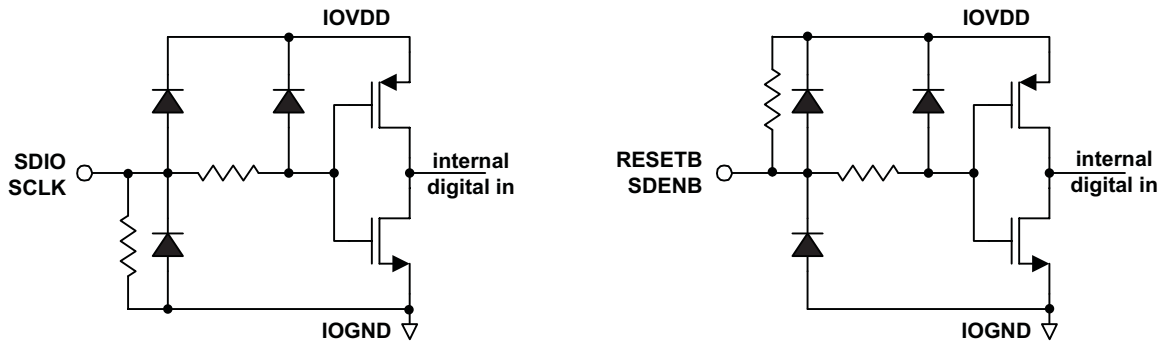 IOVDD
SDIO
SCLK
internal
digital in
IOGND
IOVDD
RESETB
SDENB
internal
digital in
IOGND